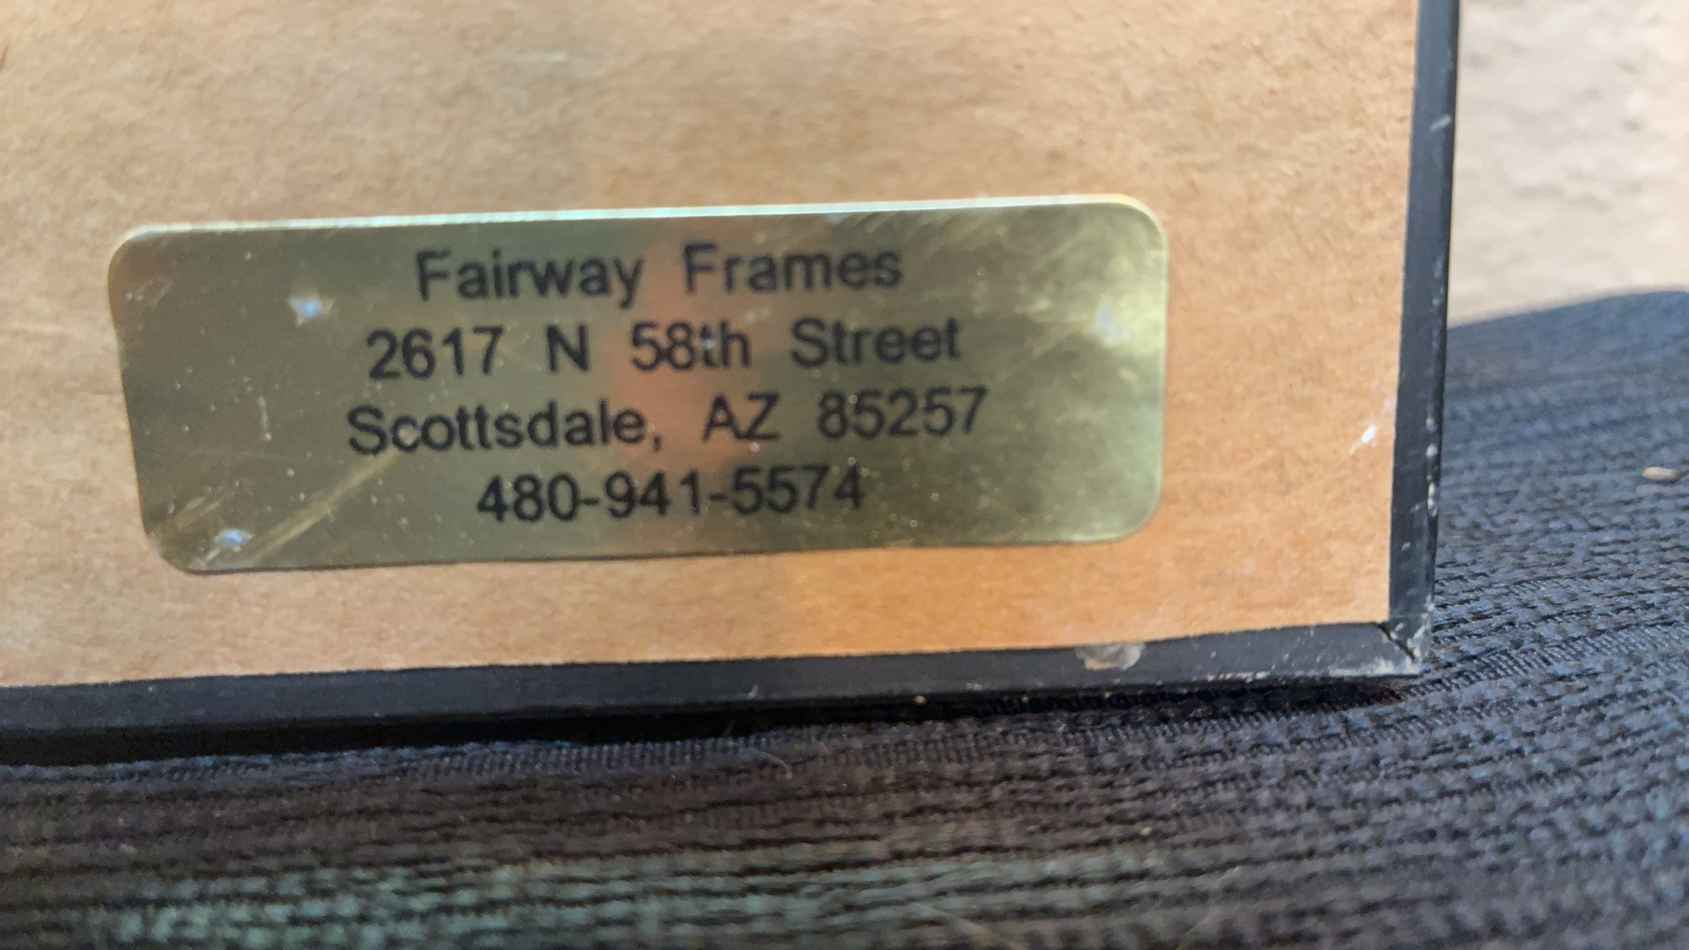 Fairway Frames
2617 N 58th Street
Scottsdale, AZ 85257
480-941-5574